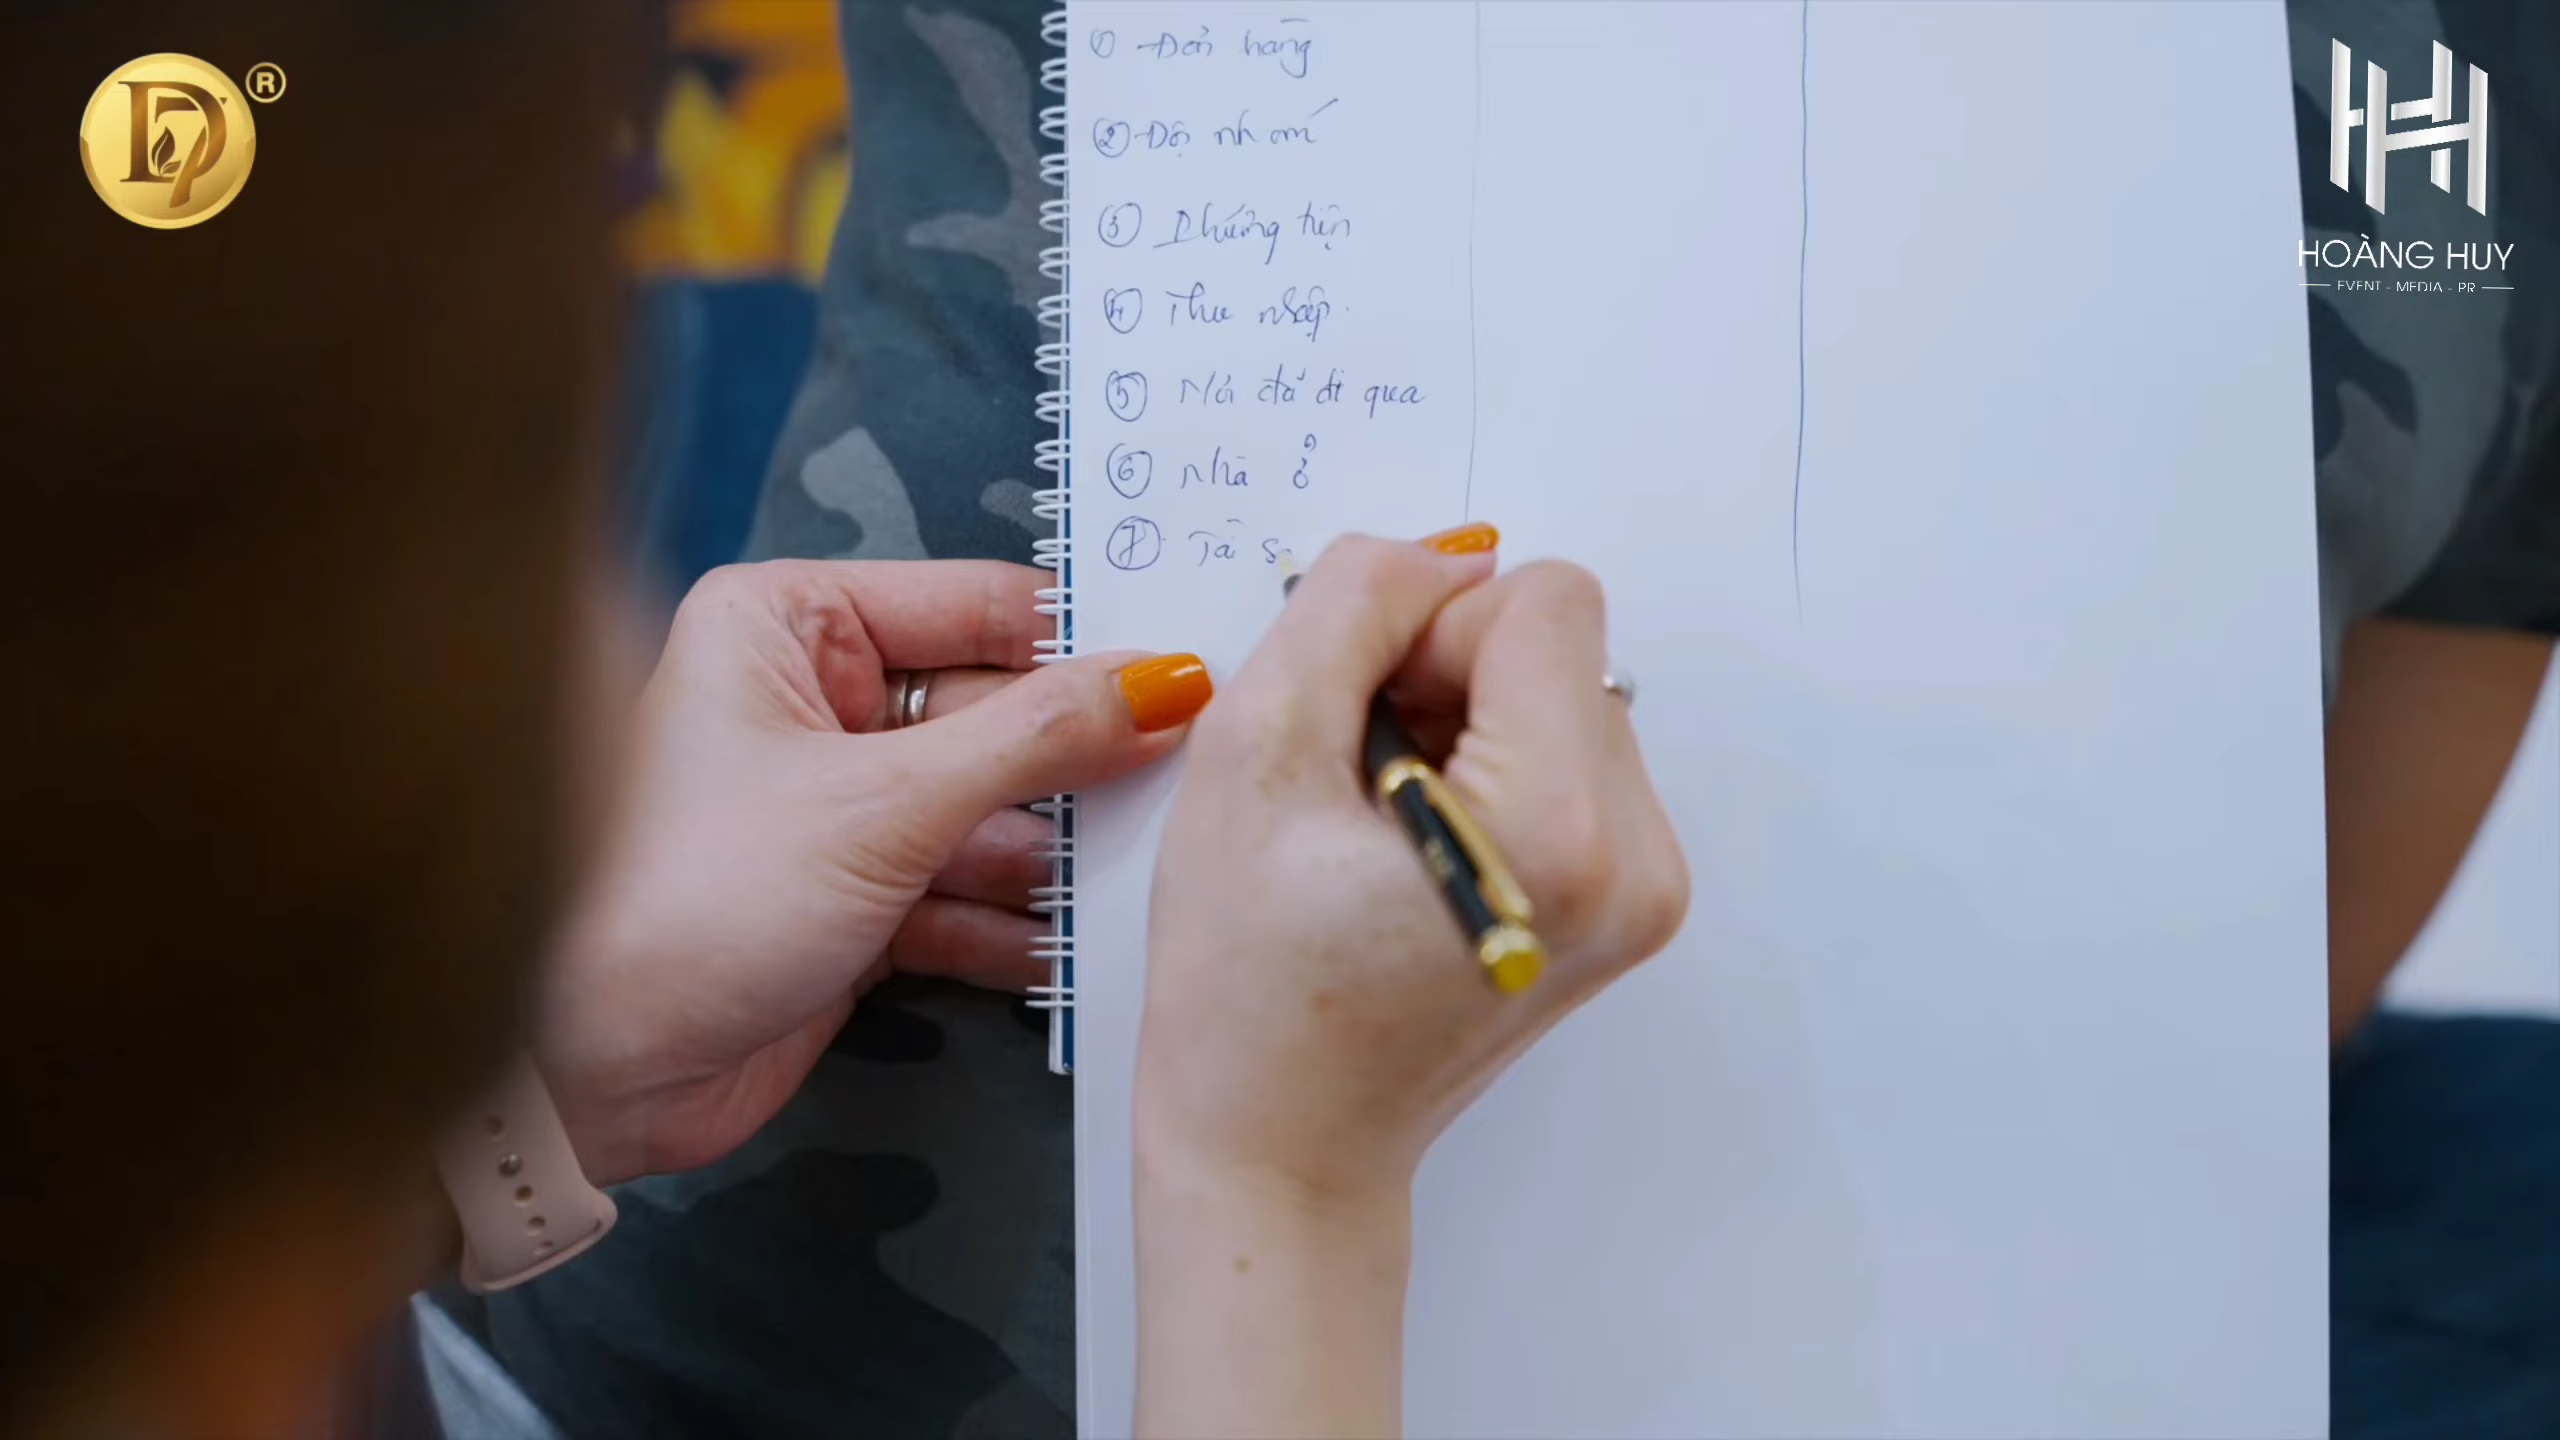 ① Đơn hàng
② Đội nhóm
③ Phương tiện
④ Thu nhập.
⑤ Nơi đã đi qua
⑥ Nhà ở
⑦ Tài s
®
HOÀNG HUY
EVENT - MEDIA - PR